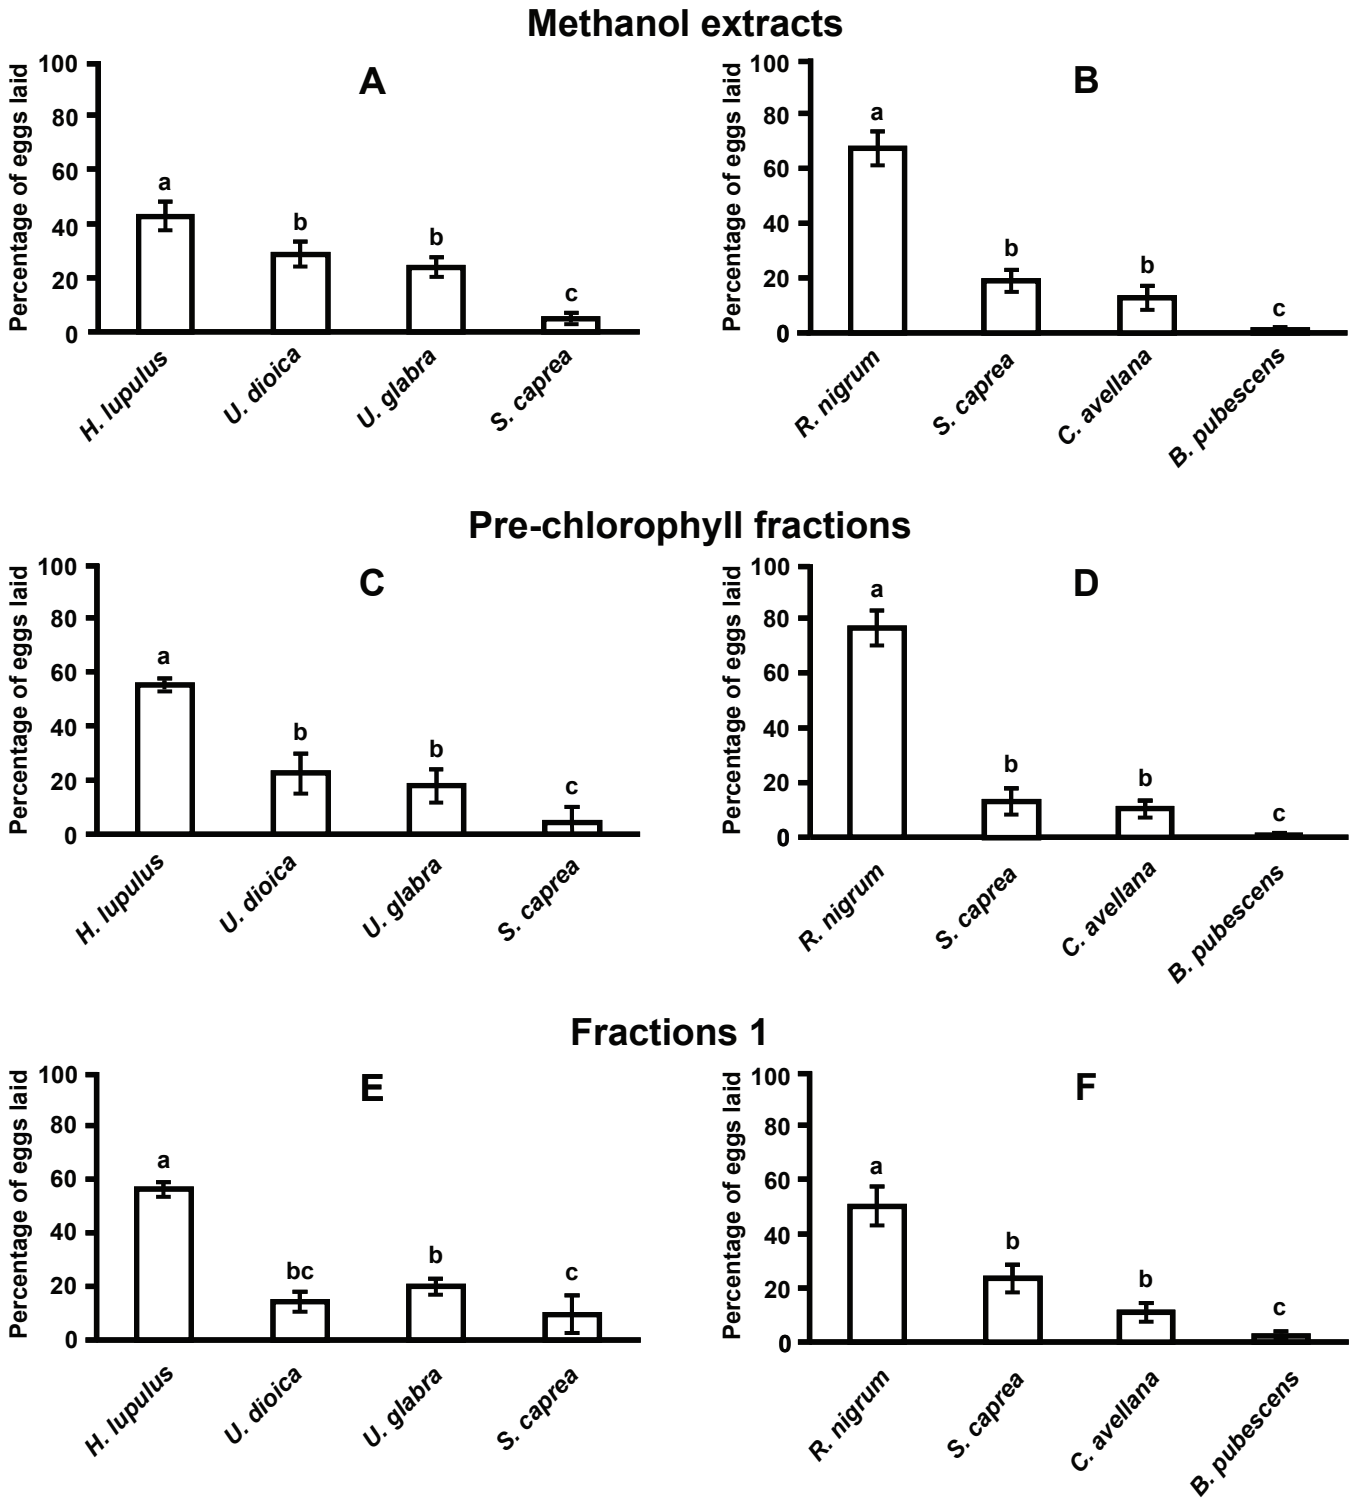 Methanol extracts
A
Percentage of eggs laid
100
80
60
40
20
0
a
b
b
c
H. lupulus
U. dioica
U. glabra
S. caprea
B
Percentage of eggs laid
100
80
60
40
20
0
a
b
b
c
R. nigrum
S. caprea
C. avellana
B. pubescens
Pre-chlorophyll fractions
C
Percentage of eggs laid
100
80
60
40
20
0
a
b
b
c
H. lupulus
U. dioica
U. glabra
S. caprea
D
Percentage of eggs laid
100
80
60
40
20
0
a
b
b
c
R. nigrum
S. caprea
C. avellana
B. pubescens
Fractions 1
E
Percentage of eggs laid
100
80
60
40
20
0
a
bc
b
c
H. lupulus
U. dioica
U. glabra
S. caprea
F
Percentage of eggs laid
100
80
60
40
20
0
a
b
b
c
R. nigrum
S. caprea
C. avellana
B. pubescens